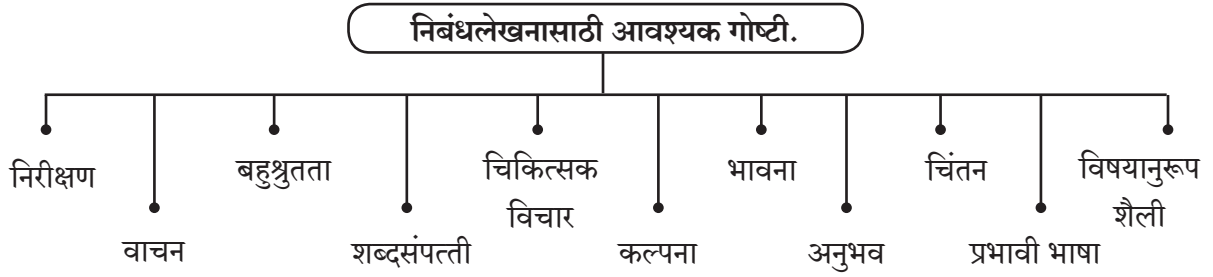 निबंधलेखनासाठी आवश्यक गोष्टी.
निरीक्षण
वाचन
बहुश्रुतता
शब्दसंपत्ती
चिकित्सक
विचार
कल्पना
भावना
अनुभव
चिंतन
प्रभावी भाषा
विषयानुरूप
शैली